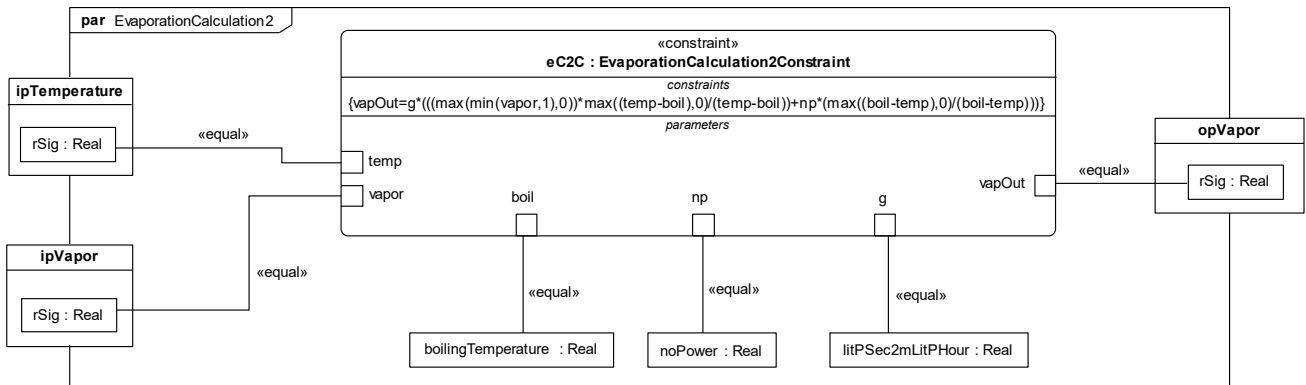 par EvaporationCalculation2
«constraint»
eC2C : EvaporationCalculation2Constraint
constraints
{vapOut=g*(((max(min(vapor,1),0))*max((temp-boil),0)/(temp-boil))+np*(max((boil-temp),0)/(boil-temp)))}
parameters
ipTemperature
rSig : Real
«equal»
temp
vapor
boil
np
g
vapOut
«equal»
opVapor
rSig : Real
ipVapor
rSig : Real
«equal»
«equal»
«equal»
«equal»
boilingTemperature : Real
noPower : Real
litPSec2mLitPHour : Real